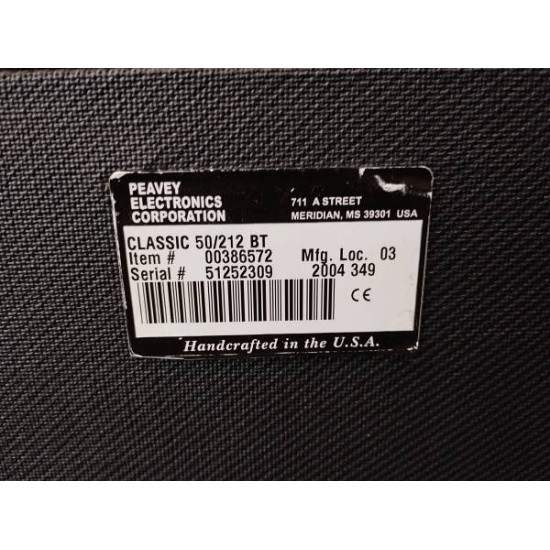 PEAVEY
ELECTRONICS
CORPORATION
711 A STREET
MERIDIAN, MS 39301 USA
CLASSIC 50/212 BT
Item # 00386572 Mfg. Loc. 03
Serial # 51252309 2004 349
CE
Handcrafted in the U.S.A.